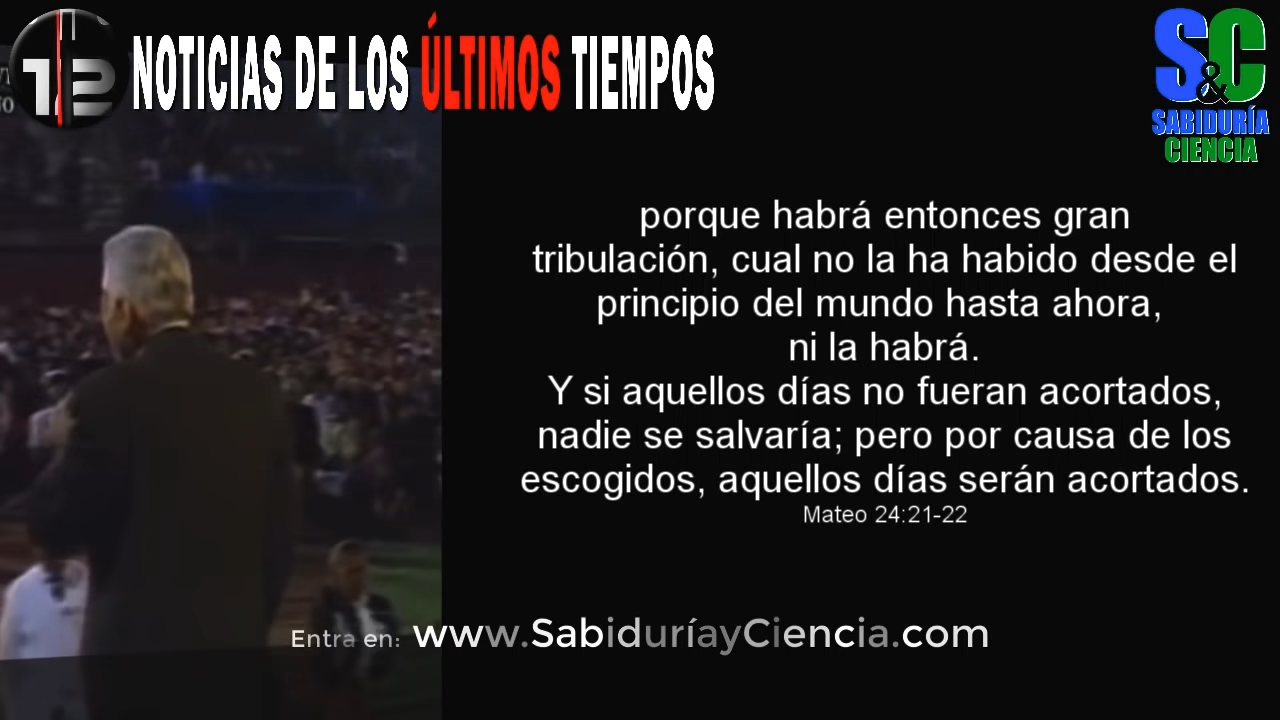 12
NOTICIAS DE LOS ÚLTIMOS TIEMPOS
S&C
SABIDURÍA
CIENCIA
porque habrá entonces gran
tribulación, cual no la ha habido desde el
principio del mundo hasta ahora,
ni la habrá.
Y si aquellos días no fueran acortados,
nadie se salvaría; pero por causa de los
escogidos, aquellos días serán acortados.
Mateo 24:21-22
Entra en: www.SabiduríayCiencia.com